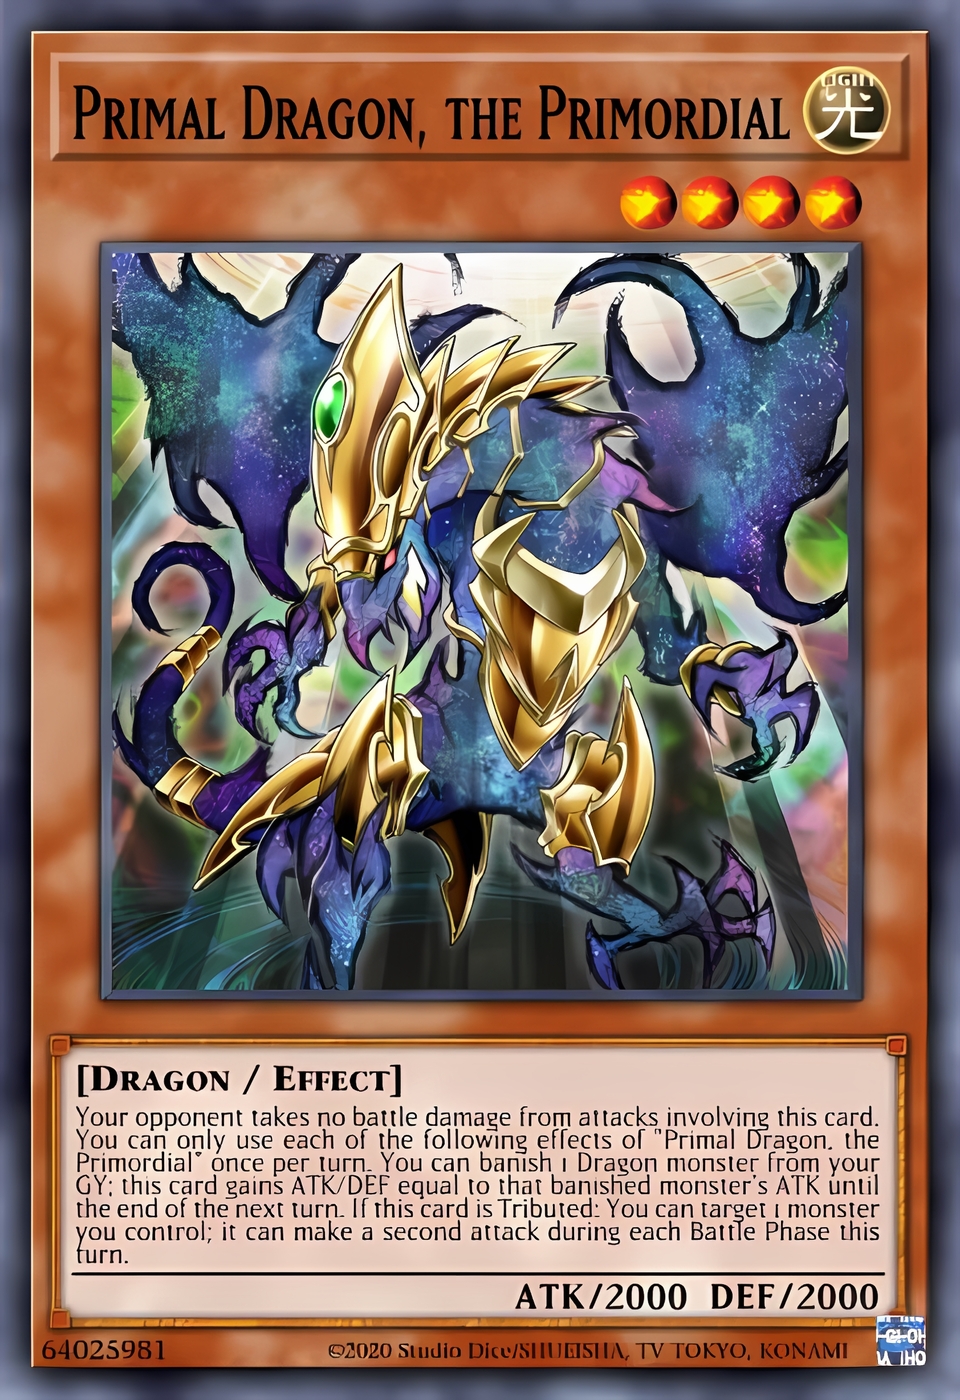 PRIMAL DRAGON, THE PRIMORDIAL
光
[DRAGON / EFFECT]
Your opponent takes no battle damage from attacks involving this card.
You can only use each of the following effects of "Primal Dragon, the
Primordial" once per turn. You can banish 1 Dragon monster from your
GY; this card gains ATK/DEF equal to that banished monster's ATK until
the end of the next turn. If this card is Tributed: You can target 1 monster
you control; it can make a second attack during each Battle Phase this
turn.
ATK/2000 DEF/2000
64025981
©2020 Studio Dice/SHUEISHA, TV TOKYO, KONAMI